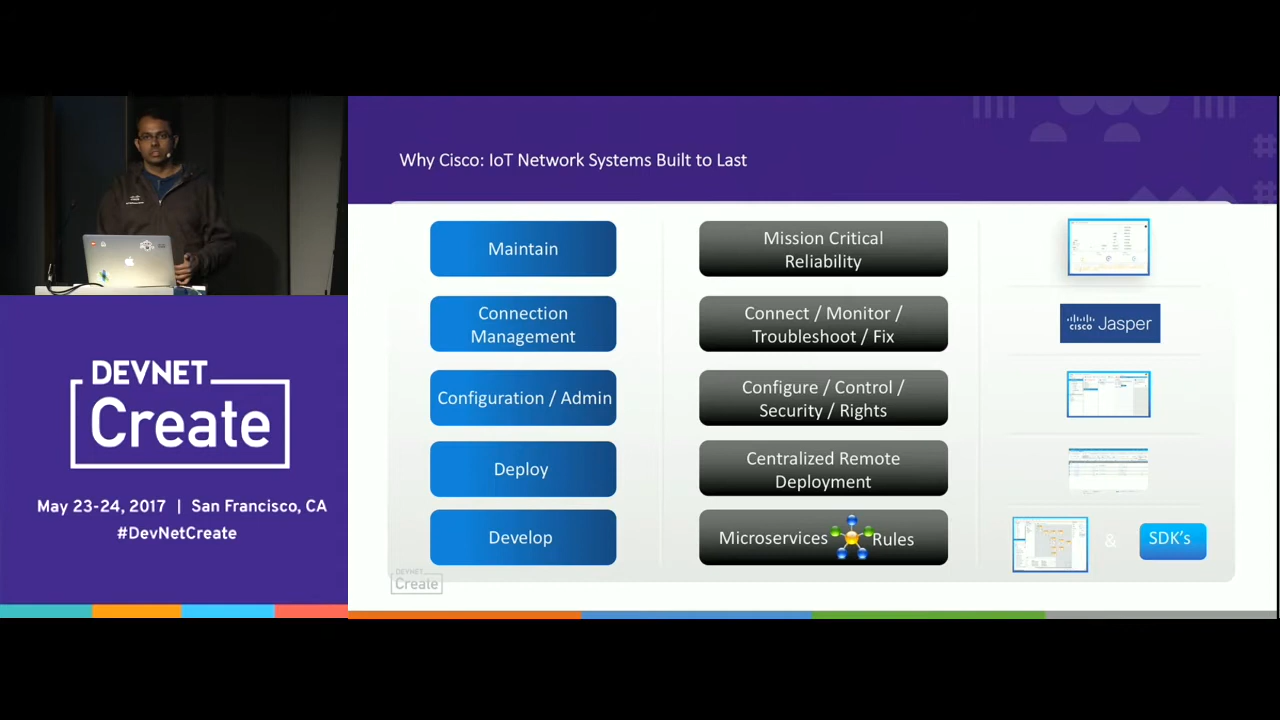 Why Cisco: IoT Network Systems Built to Last
Maintain
Mission Critical
Reliability
Connection
Management
Connect / Monitor /
Troubleshoot / Fix
CISCO Jasper
Configuration / Admin
Configure / Control /
Security / Rights
Deploy
Centralized Remote
Deployment
Develop
Microservices Rules
& SDK's
DEVNET
Create
DEVNET
Create
May 23-24, 2017 | San Francisco, CA
#DevNetCreate